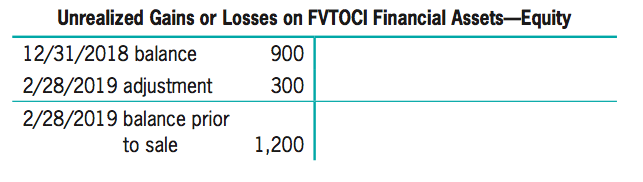 Unrealized Gains or Losses on FVTOCI Financial Assets—Equity
12/31/2018 balance 900
2/28/2019 adjustment 300
2/28/2019 balance prior
to sale 1,200